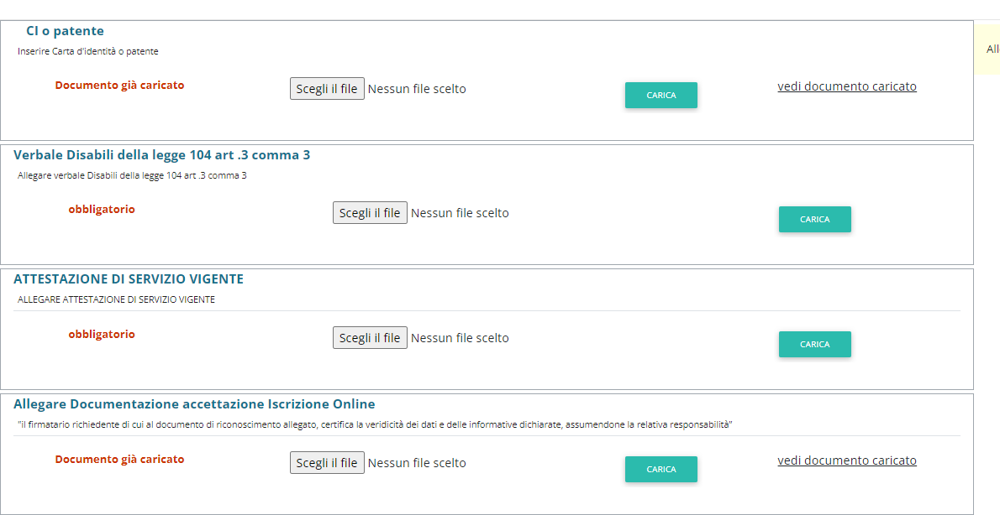 CI o patente
Inserire Carta d'identità o patente
Documento già caricato
Scegli il file Nessun file scelto
CARICA
vedi documento caricato
All
Verbale Disabili della legge 104 art .3 comma 3
Allegare verbale Disabili della legge 104 art .3 comma 3
obbligatorio
Scegli il file Nessun file scelto
CARICA
ATTESTAZIONE DI SERVIZIO VIGENTE
ALLEGARE ATTESTAZIONE DI SERVIZIO VIGENTE
obbligatorio
Scegli il file Nessun file scelto
CARICA
Allegare Documentazione accettazione Iscrizione Online
"il firmatario richiedente di cui al documento di riconoscimento allegato, certifica la veridicità dei dati e delle informative dichiarate, assumendone la relativa responsabilità”
Documento già caricato
Scegli il file Nessun file scelto
CARICA
vedi documento caricato